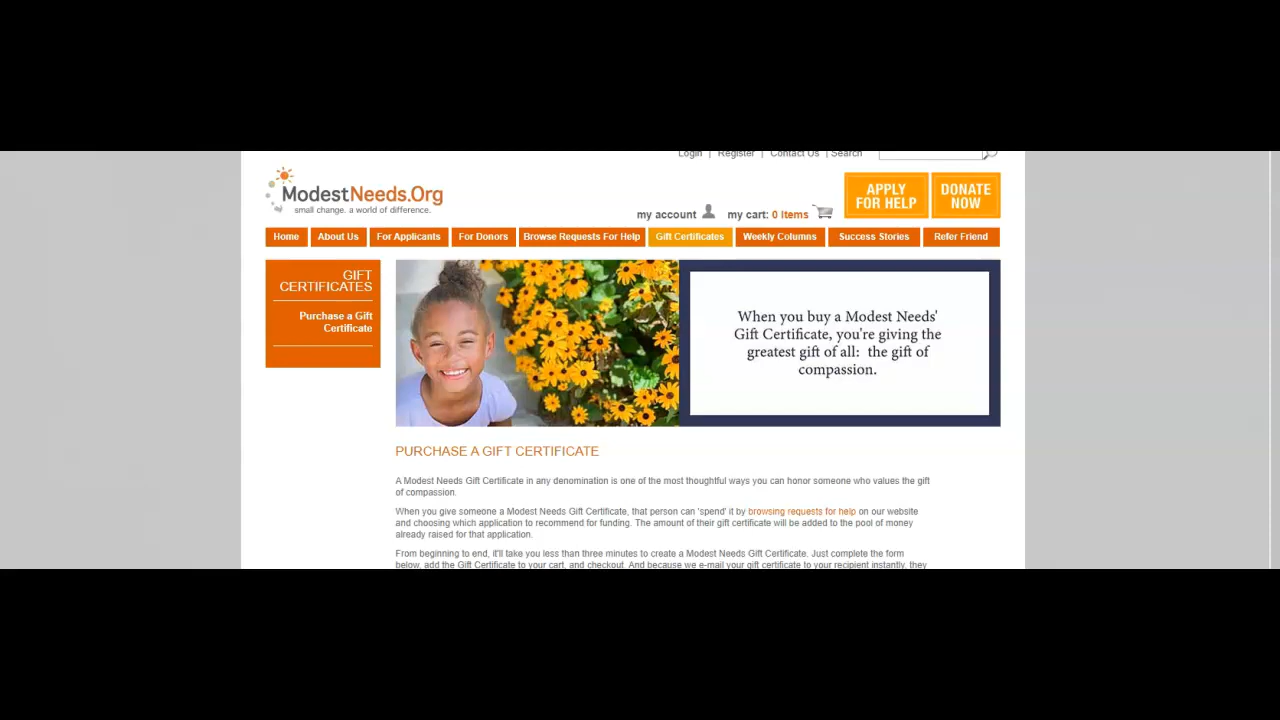 Login | Register | Contact Us | Search
ModestNeeds.Org
small change. a world of difference.
my account my cart: 0 Items
APPLY
FOR HELP
DONATE
NOW
Home About Us For Applicants For Donors Browse Requests For Help Gift Certificates Weekly Columns Success Stories Refer Friend
GIFT
CERTIFICATES
Purchase a Gift
Certificate
When you buy a Modest Needs'
Gift Certificate, you're giving the
greatest gift of all: the gift of
compassion.
PURCHASE A GIFT CERTIFICATE
A Modest Needs Gift Certificate in any denomination is one of the most thoughtful ways you can honor someone who values the gift
of compassion.
When you give someone a Modest Needs Gift Certificate, that person can 'spend' it by browsing requests for help on our website
and choosing which application to recommend for funding. The amount of their gift certificate will be added to the pool of money
already raised for that application.
From beginning to end, it'll take you less than three minutes to create a Modest Needs Gift Certificate. Just complete the form
below, add the Gift Certificate to your cart, and checkout. And because we e-mail your gift certificate to your recipient instantly, they